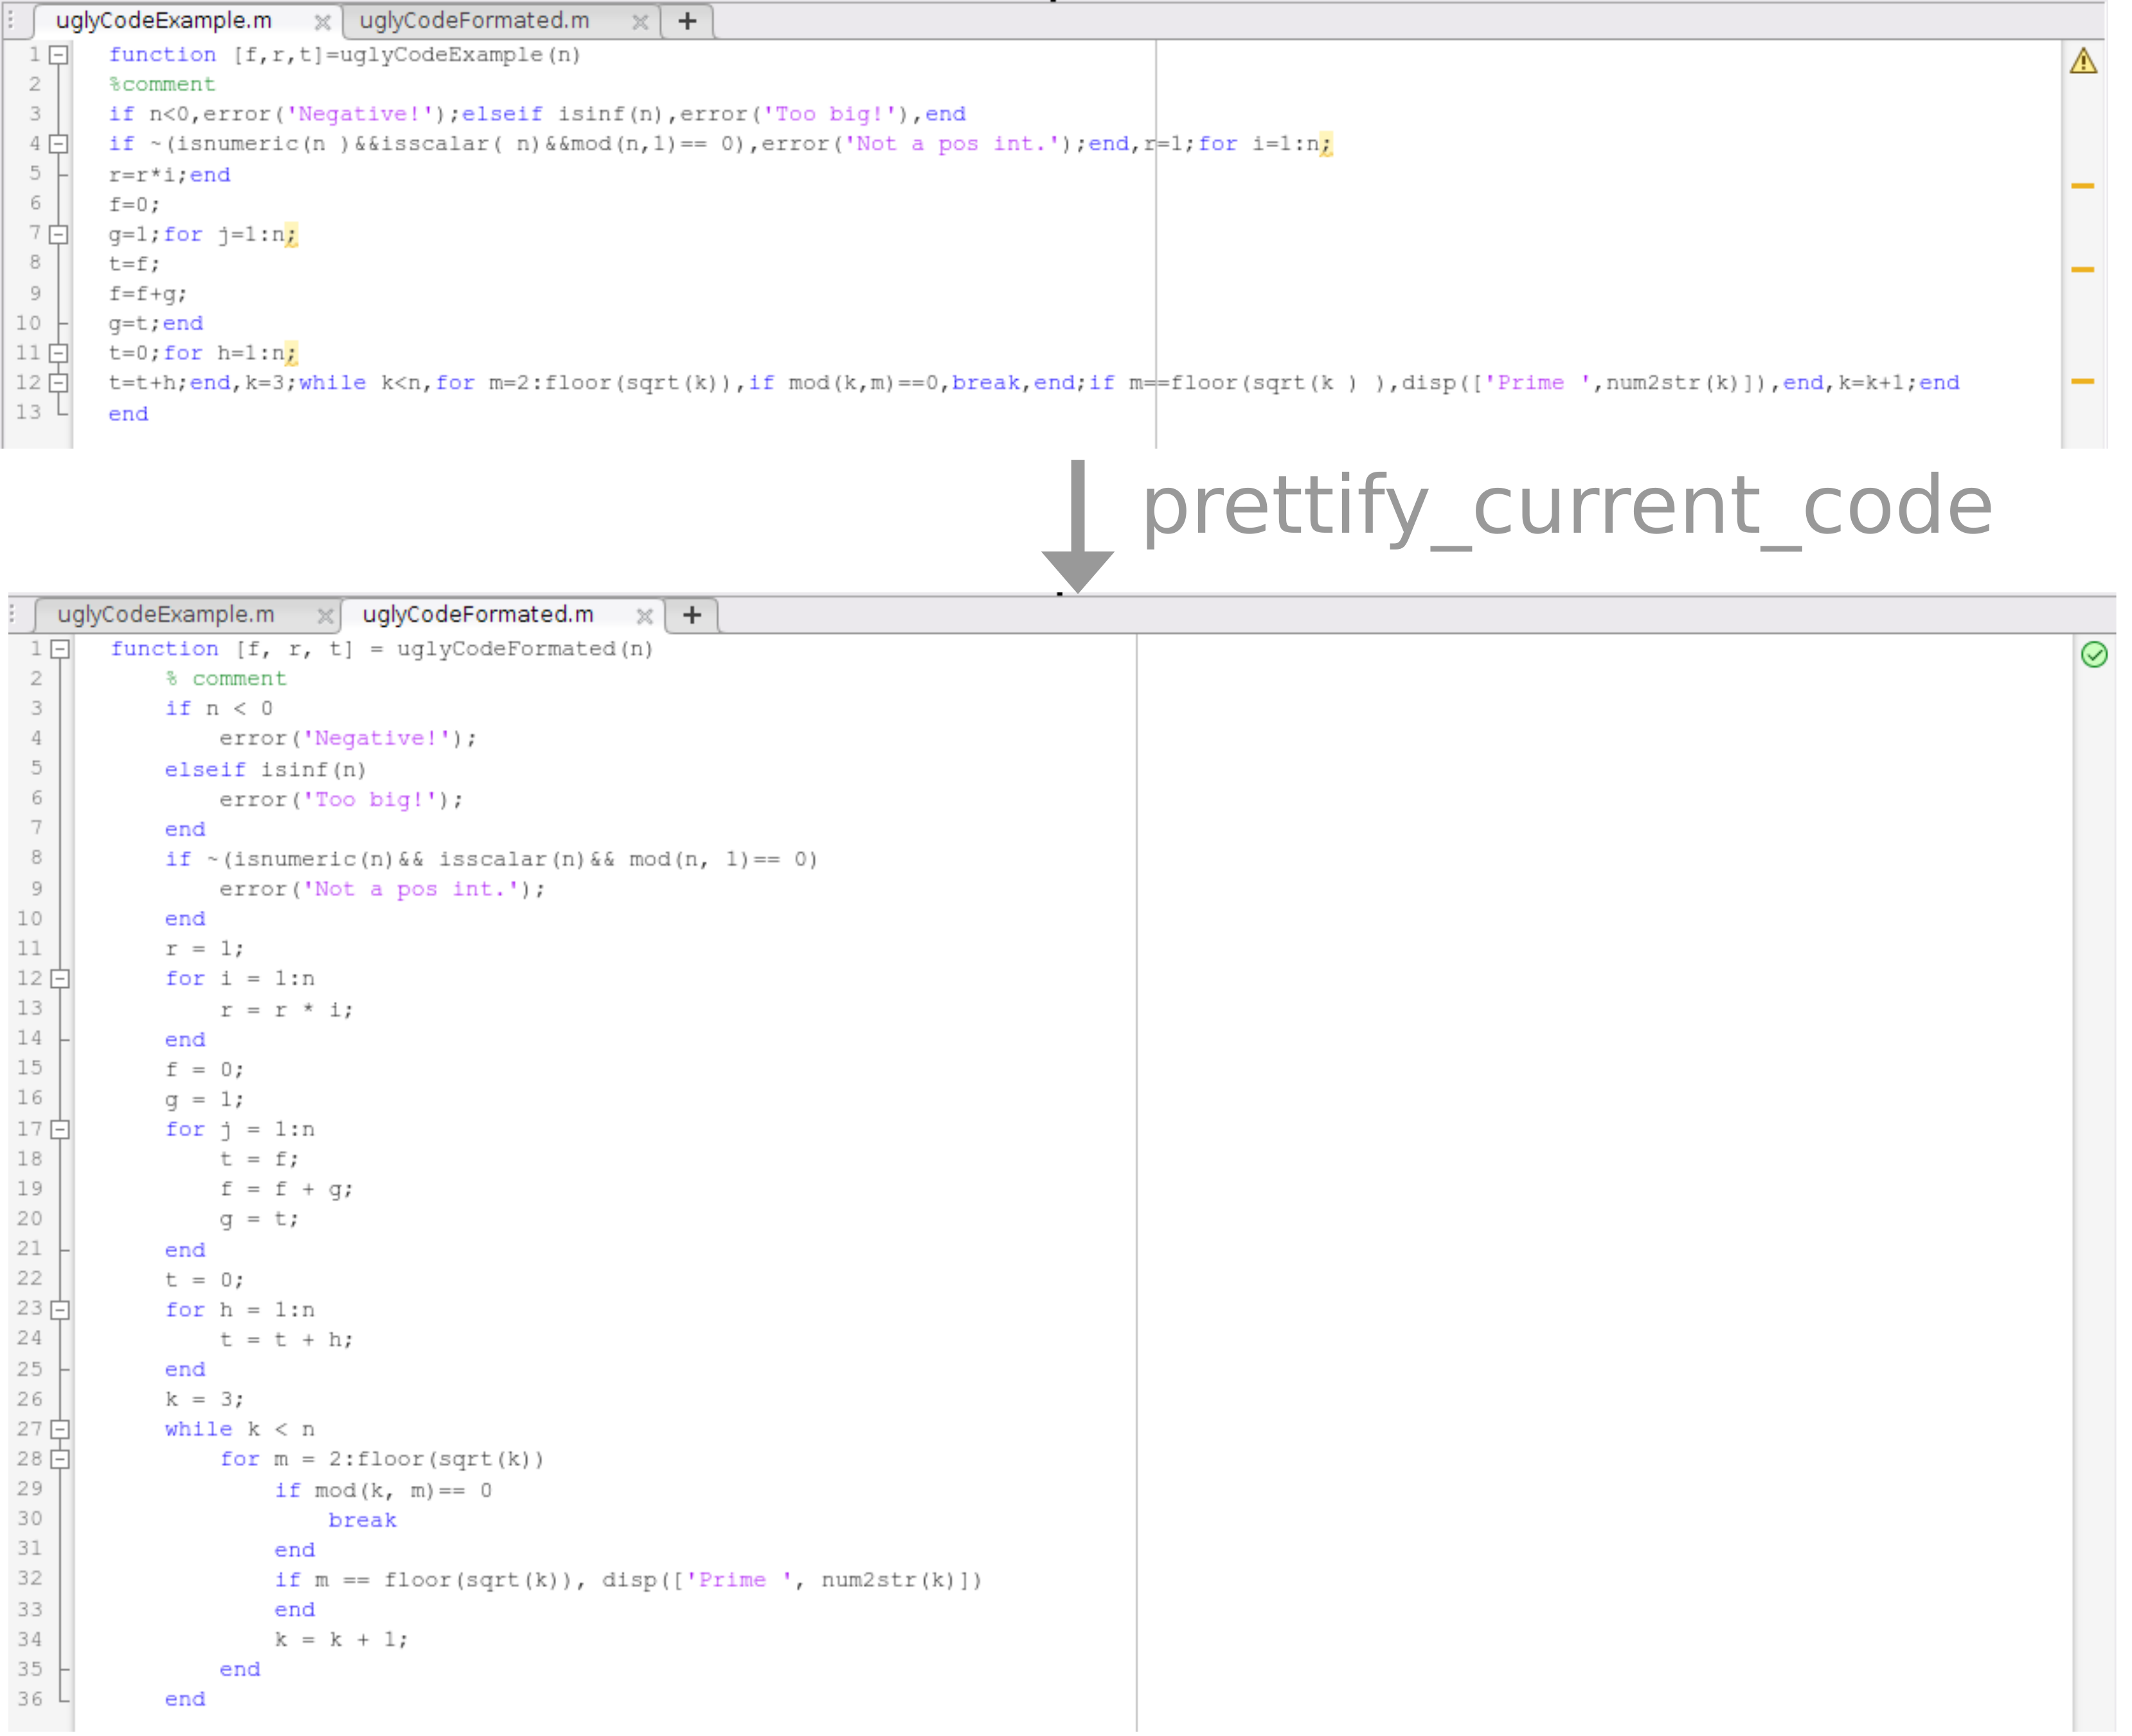 uglyCodeExample.m × uglyCodeFormated.m × +
1 function [f,r,t]=uglyCodeExample(n)
2 %comment
3 if n<0,error('Negative!');elseif isinf(n),error('Too big!'),end
4 if ~(isnumeric(n )&&isscalar( n)&&mod(n,1)== 0),error('Not a pos int.');end,r=1;for i=1:n;
5 r=r*i;end
6 f=0;
7 g=1;for j=1:n;
8 t=f;
9 f=f+g;
10 g=t;end
11 t=0;for h=1:n;
12 t=t+h;end,k=3;while k<n,for m=2:floor(sqrt(k)),if mod(k,m)==0,break,end;if m==floor(sqrt(k ) ),disp(['Prime ',num2str(k)]),end,k=k+1;end
13 end
prettify_current_code
uglyCodeExample.m × uglyCodeFormated.m × +
1 function [f, r, t] = uglyCodeFormated(n)
2 % comment
3 if n < 0
4 error('Negative!');
5 elseif isinf(n)
6 error('Too big!');
7 end
8 if ~(isnumeric(n)&& isscalar(n)&& mod(n, 1)== 0)
9 error('Not a pos int.');
10 end
11 r = 1;
12 for i = 1:n
13 r = r * i;
14 end
15 f = 0;
16 g = 1;
17 for j = 1:n
18 t = f;
19 f = f + g;
20 g = t;
21 end
22 t = 0;
23 for h = 1:n
24 t = t + h;
25 end
26 k = 3;
27 while k < n
28 for m = 2:floor(sqrt(k))
29 if mod(k, m)== 0
30 break
31 end
32 if m == floor(sqrt(k)), disp(['Prime ', num2str(k)])
33 end
34 k = k + 1;
35 end
36 end